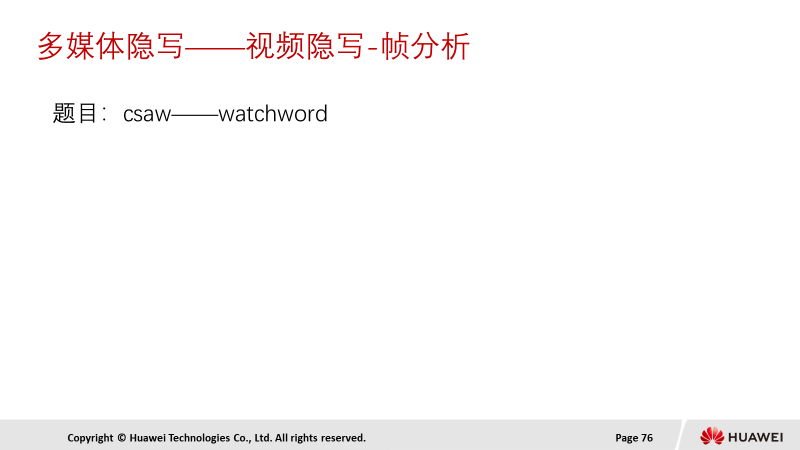 多媒体隐写——视频隐写-帧分析
题目：csaw——watchword
Copyright © Huawei Technologies Co., Ltd. All rights reserved.
Page 76
HUAWEI